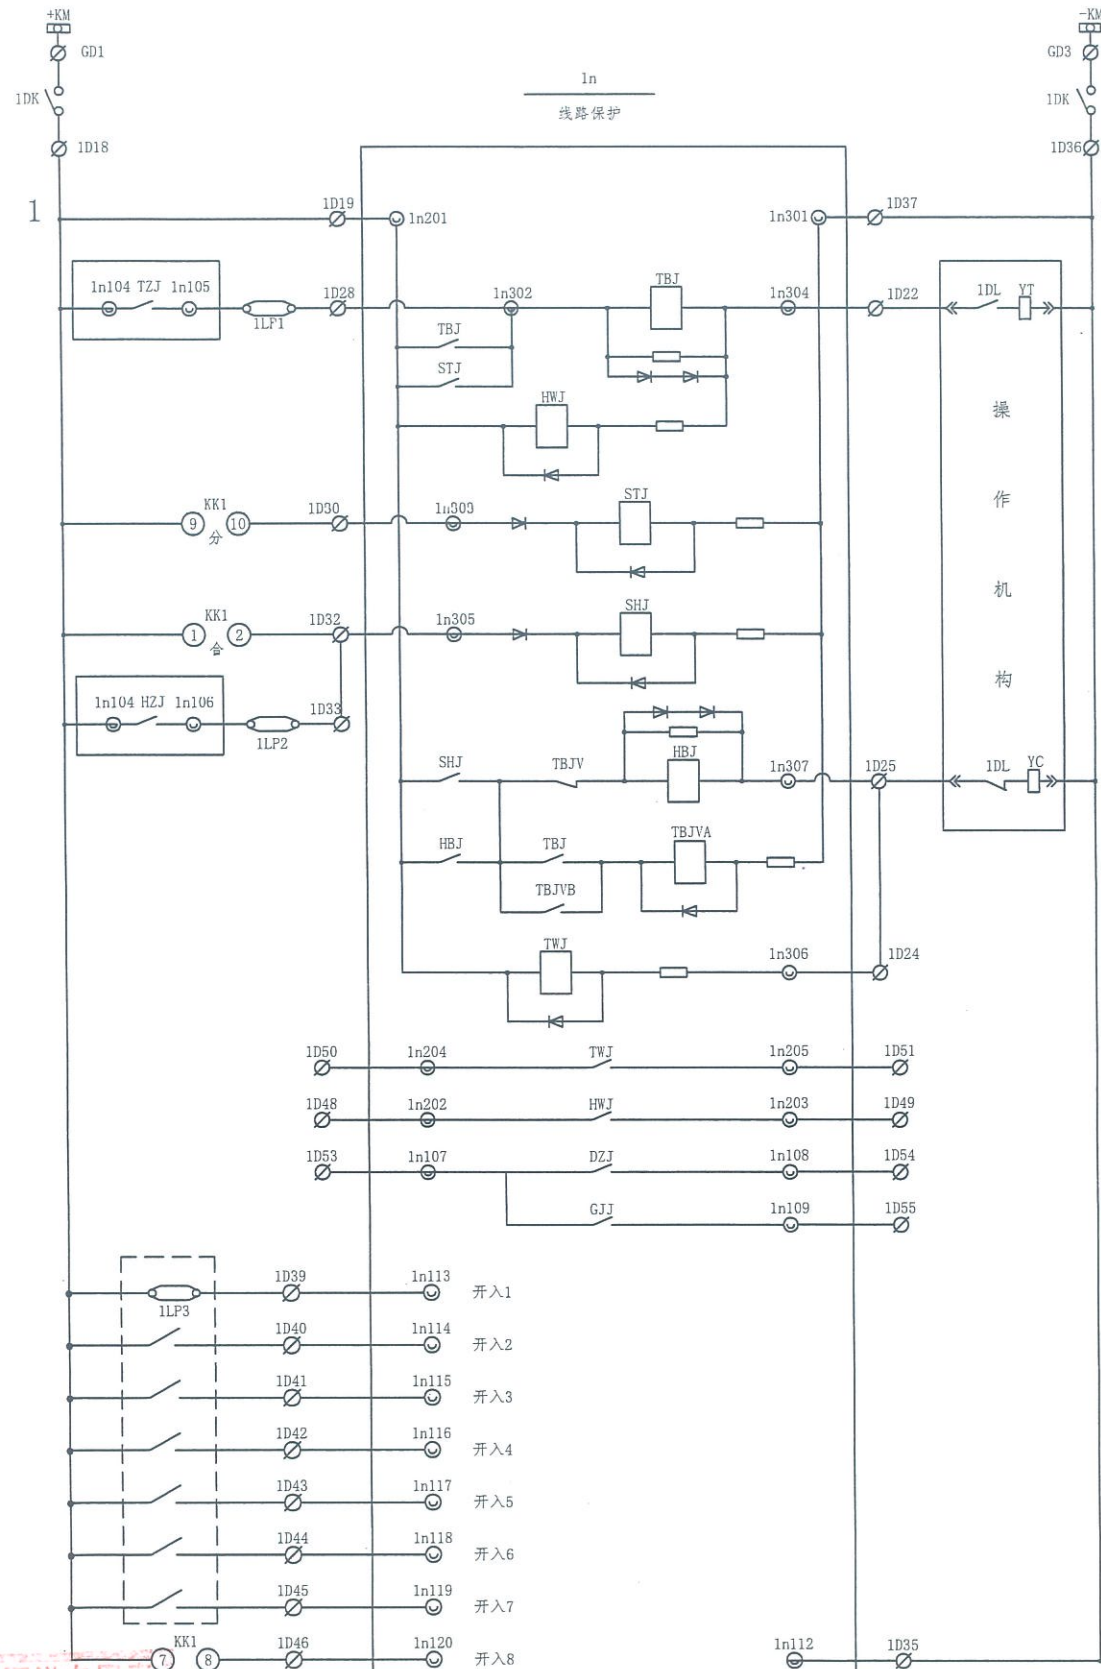 +KM -KM
GD1 GD3
1n
1DK 1DK
线路保护
1D18 1D36
1 1D19 1n201 1n301 1D37
1n104 TZJ 1n105 1LP1 1D28 1n302 TBJ 1n304 1D22 1DL YT
TBJ
STJ
HWJ
操
作
机
构
STJ
KK1 1D30 1n303
9 10
分
SHJ
KK1 1D32 1n305
1 2
合
1n104 HZJ 1n106 1D33
1LP2
HBJ
SHJ TBJV 1n307 1D25 1DL YC
TBJVA
HBJ TBJ
TBJVB
TWJ 1n306 1D24
1D50 1n204 TWJ 1n205 1D51
1D48 1n202 HWJ 1n203 1D49
1D53 1n107 DZJ 1n108 1D54
GJJ 1n109 1D55
1D39 1n113 开入1
1LP3
1D40 1n114 开入2
1D41 1n115 开入3
1D42 1n116 开入4
1D43 1n117 开入5
1D44 1n118 开入6
1D45 1n119 开入7
KK1 1D46 1n120 开入8 1n112 1D35
7 8